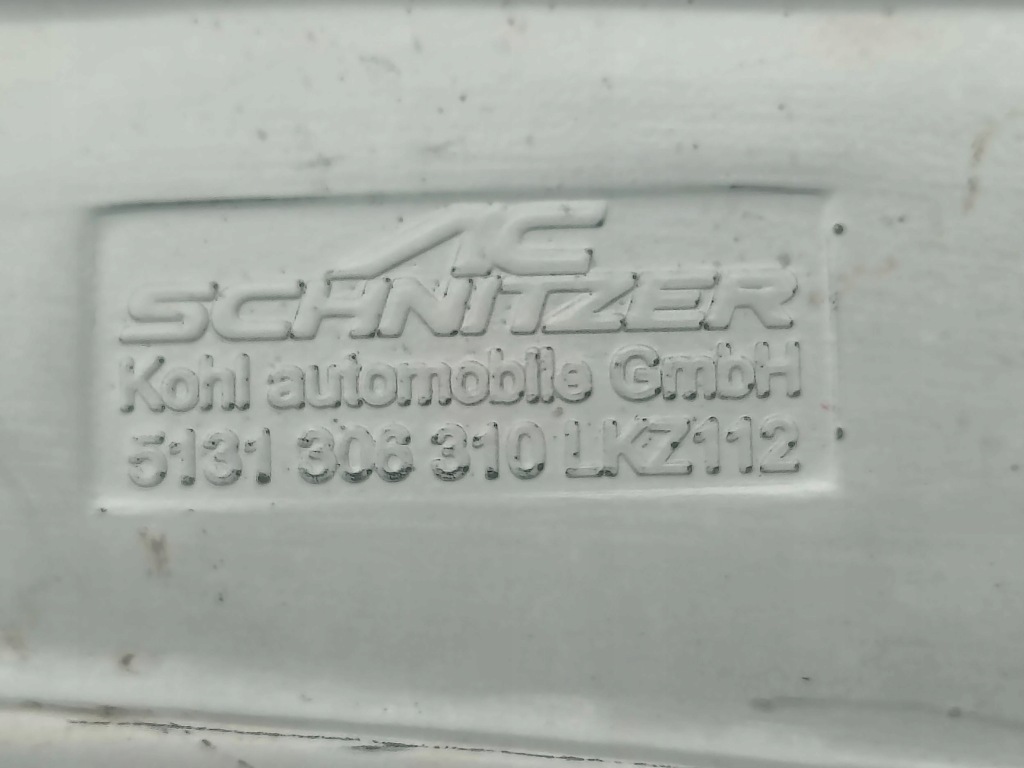 AC
SCHNITZER
Kohl automobile GmbH
5131 306 310 LKZ112